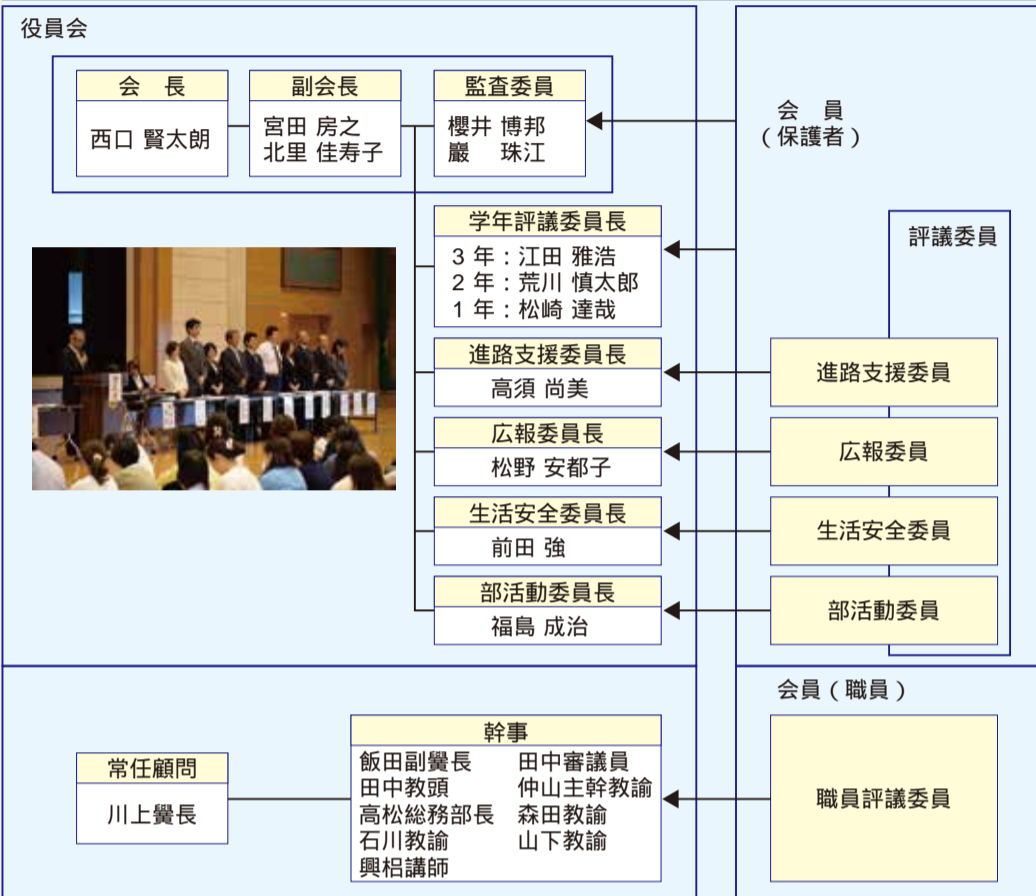 役員会
会　長
西口 賢太朗
副会長
宮田 房之
北里 佳寿子
監査委員
櫻井 博邦
巖　珠江
学年評議委員長
3 年：江田 雅浩
2 年：荒川 慎太郎
1 年：松崎 達哉
進路支援委員長
高須 尚美
広報委員長
松野 安都子
生活安全委員長
前田 強
部活動委員長
福島 成治
会　員
（保護者）
評議委員
進路支援委員
広報委員
生活安全委員
部活動委員
常任顧問
川上黌長
幹事
飯田副黌長　田中審議員
田中教頭　仲山主幹教諭
高松総務部長　森田教諭
石川教諭　山下教諭
興梠講師
会員（職員）
職員評議委員